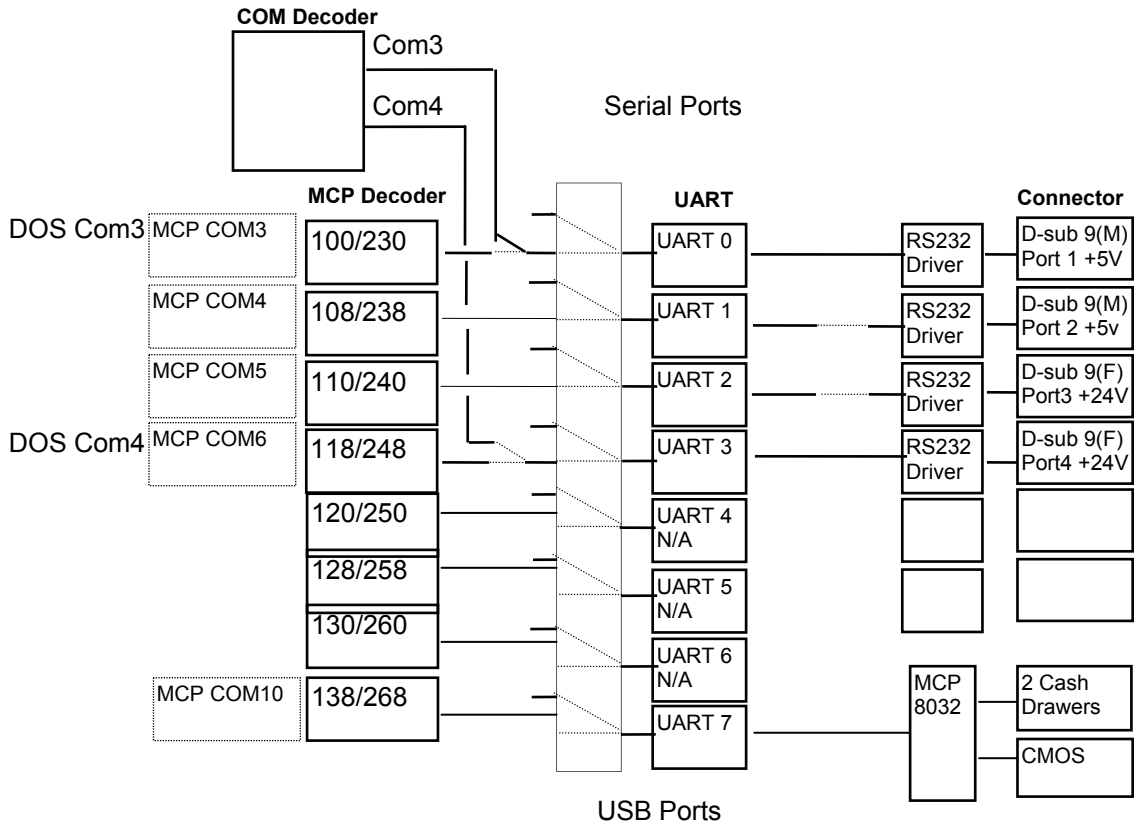 COM Decoder
Com3
Com4
Serial Ports
MCP Decoder
UART
Connector
DOS Com3
MCP COM3
100/230
UART 0
RS232
Driver
D-sub 9(M)
Port 1 +5V
MCP COM4
108/238
UART 1
RS232
Driver
D-sub 9(M)
Port 2 +5v
MCP COM5
110/240
UART 2
RS232
Driver
D-sub 9(F)
Port3 +24V
DOS Com4
MCP COM6
118/248
UART 3
RS232
Driver
D-sub 9(F)
Port4 +24V
120/250
UART 4
N/A
128/258
UART 5
N/A
130/260
UART 6
N/A
MCP COM10
138/268
UART 7
MCP
8032
2 Cash
Drawers
CMOS
USB Ports